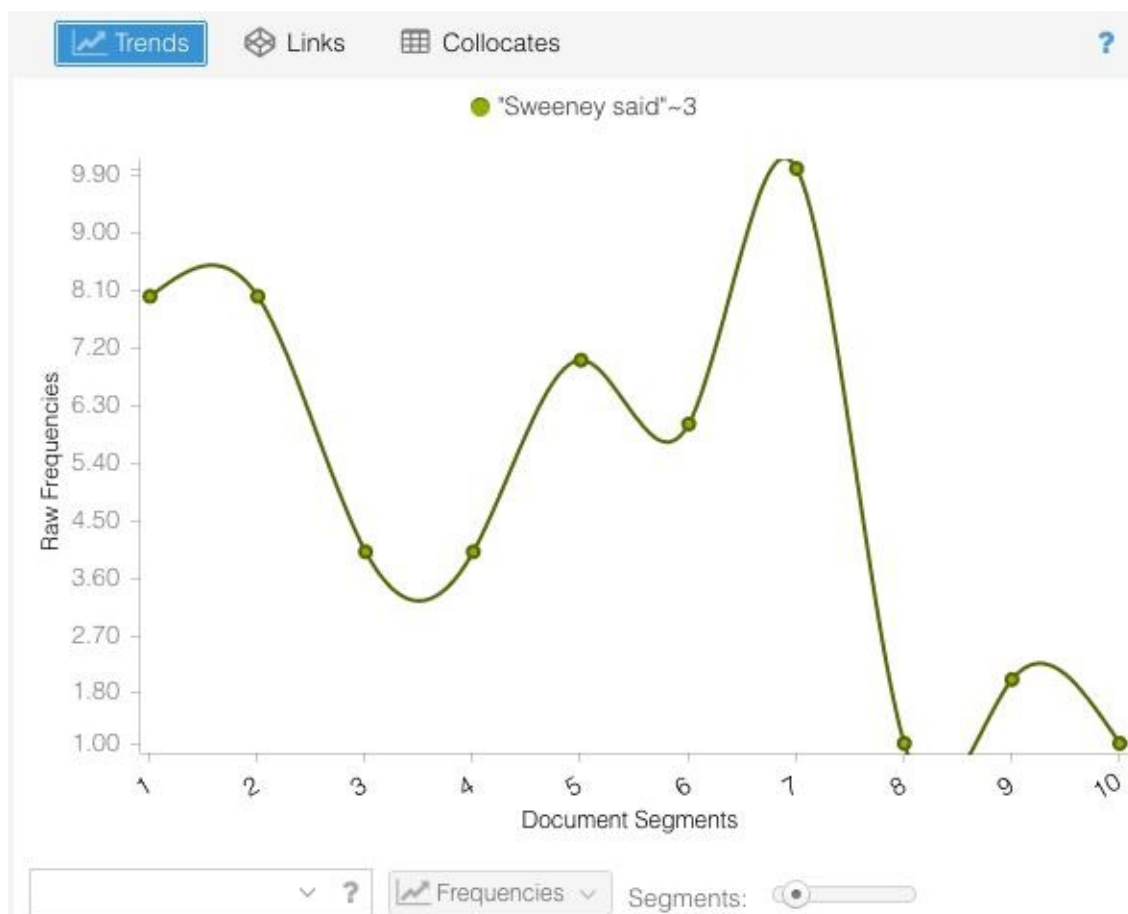 Trends Links Collocates ?
"Sweeney said"~3
9.90
9.00
8.10
7.20
6.30
5.40
4.50
3.60
2.70
1.80
1.00
Raw Frequencies
1 2 3 4 5 6 7 8 9 10
Document Segments
? Frequencies Segments: